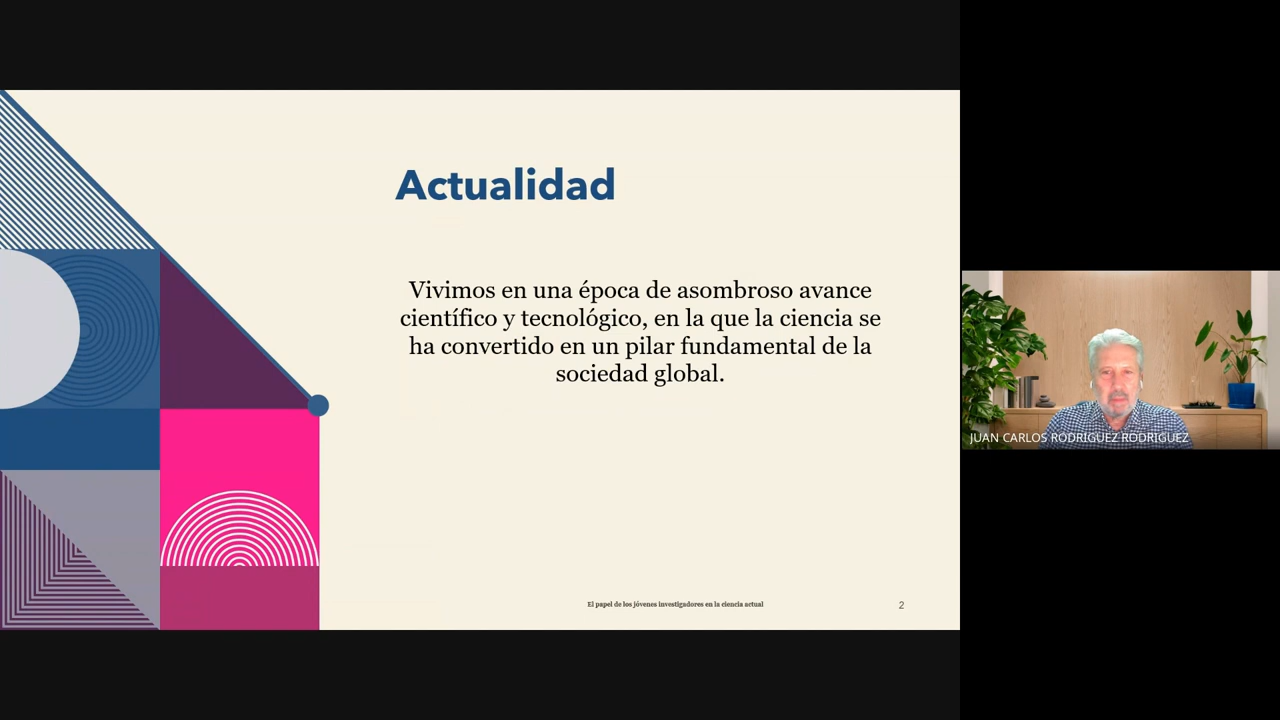 Actualidad
Vivimos en una época de asombroso avance
científico y tecnológico, en la que la ciencia se
ha convertido en un pilar fundamental de la
sociedad global.
El papel de los jóvenes investigadores en la ciencia actual
2
JUAN CARLOS RODRIGUEZ RODRIGUEZ